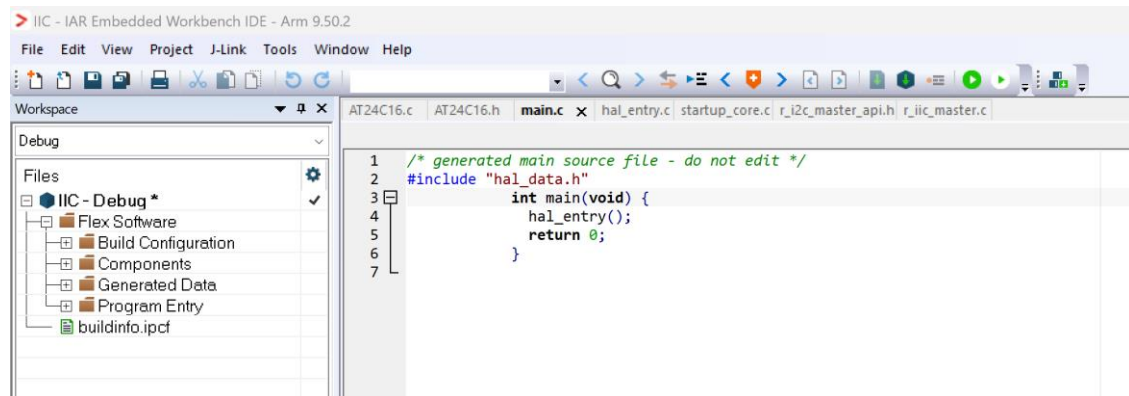 IIC - IAR Embedded Workbench IDE - Arm 9.50.2
File Edit View Project J-Link Tools Window Help
Workspace
Debug
Files
IIC - Debug *
Flex Software
Build Configuration
Components
Generated Data
Program Entry
buildinfo.ipcf
AT24C16.c AT24C16.h main.c x hal_entry.c startup_core.c r_i2c_master_api.h r_iic_master.c
1 /* generated main source file - do not edit */
2 #include "hal_data.h"
3 int main(void) {
4 hal_entry();
5 return 0;
6 }
7